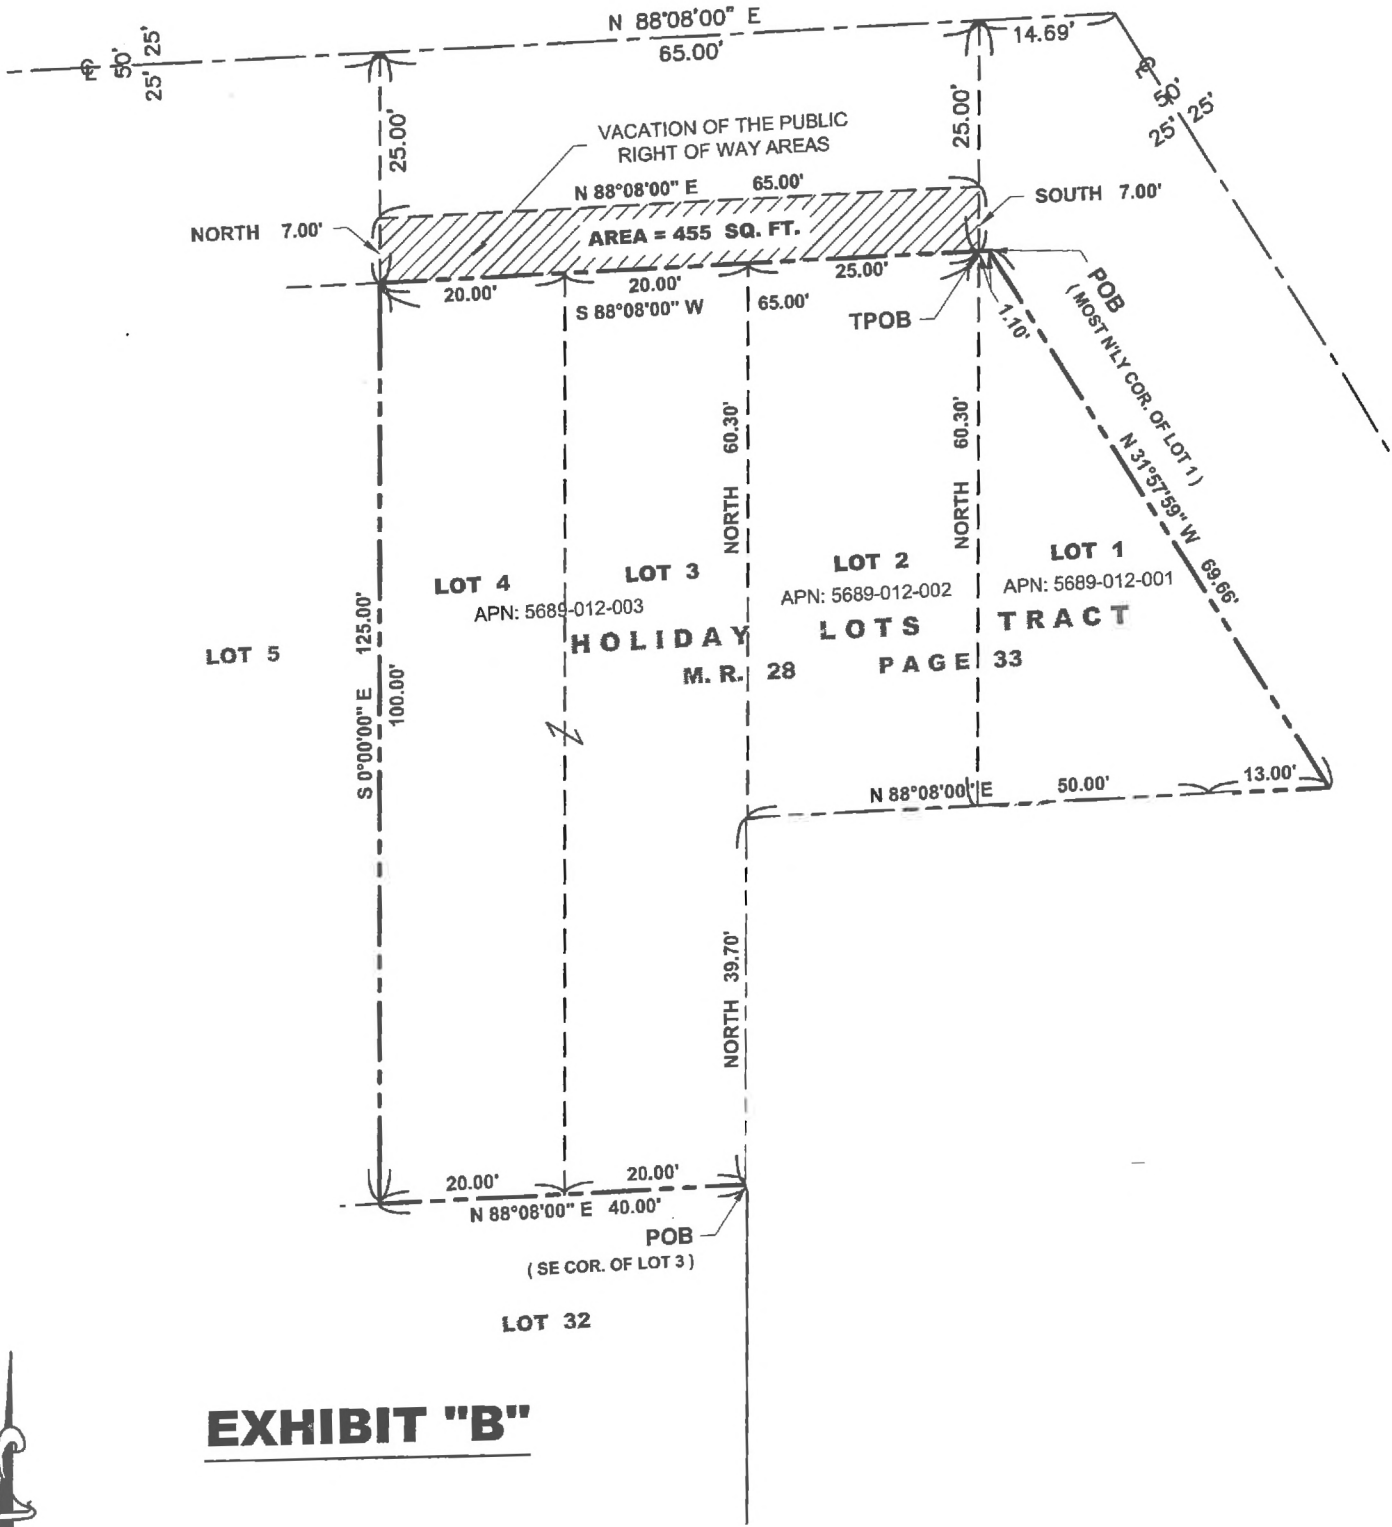 N 88°08'00" E
65.00'
14.69'
25'
50'
25'
℄
℄
50'
25'
25'
25.00'
25.00'
VACATION OF THE PUBLIC
RIGHT OF WAY AREAS
N 88°08'00" E 65.00'
NORTH 7.00'
SOUTH 7.00'
AREA = 455 SQ. FT.
20.00'
20.00'
25.00'
S 88°08'00" W 65.00'
TPOB
1.10'
POB
( MOST N'LY COR. OF LOT 1 )
N 31°57'59" W 69.66'
NORTH 60.30'
NORTH 60.30'
LOT 4
LOT 3
LOT 2
LOT 1
APN: 5689-012-003
APN: 5689-012-002
APN: 5689-012-001
HOLIDAY LOTS TRACT
M. R. 28 PAGE 33
LOT 5
S 0°00'00" E 125.00'
100.00'
N 88°08'00" E 50.00' 13.00'
NORTH 39.70'
20.00'
20.00'
N 88°08'00" E 40.00'
POB
( SE COR. OF LOT 3 )
LOT 32
EXHIBIT "B"